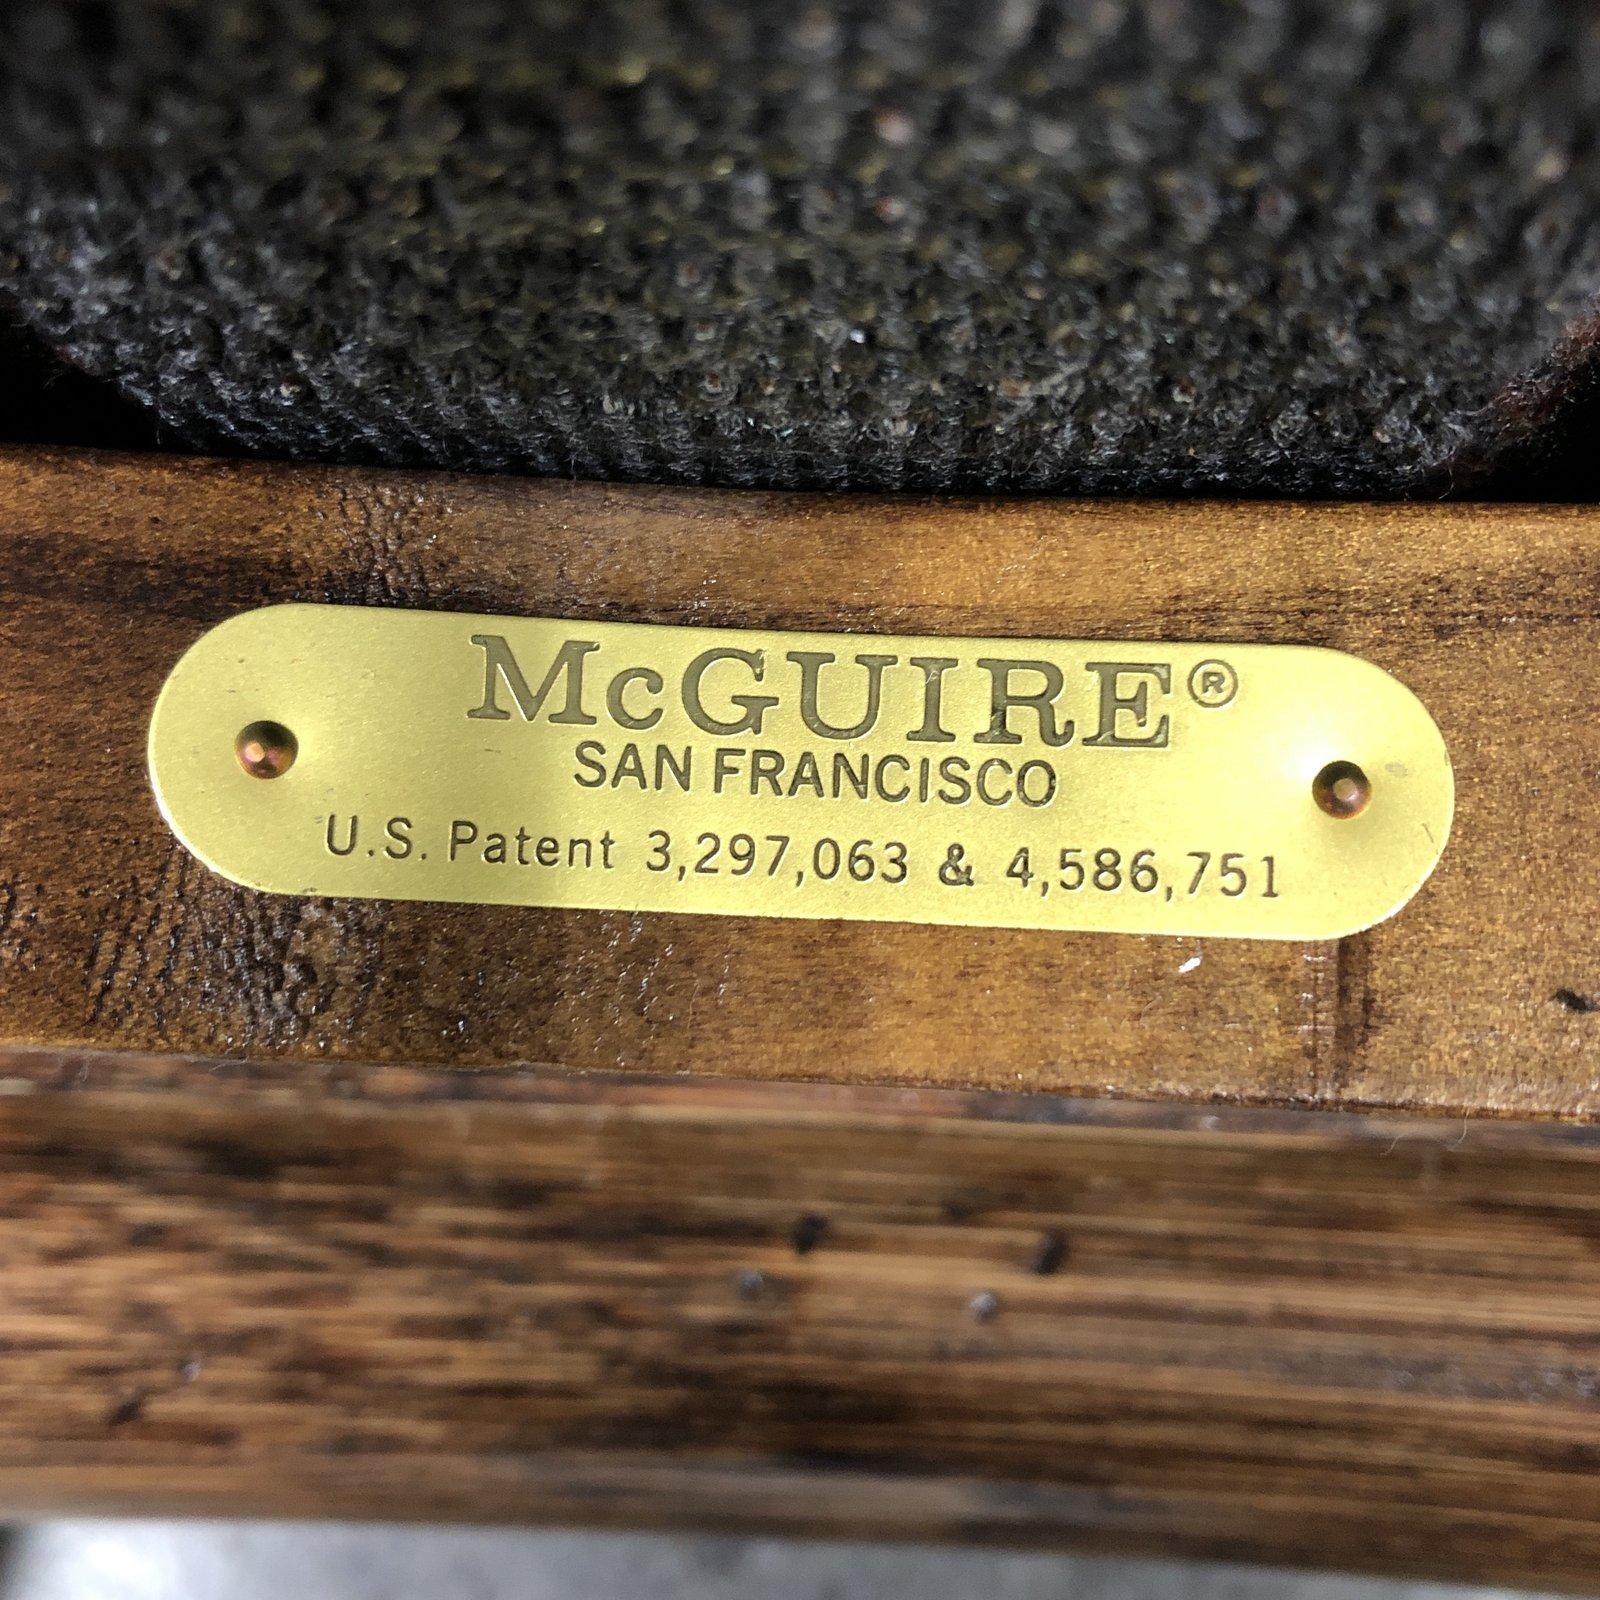 McGUIRE®
SAN FRANCISCO
U.S. Patent 3,297,063 & 4,586,751